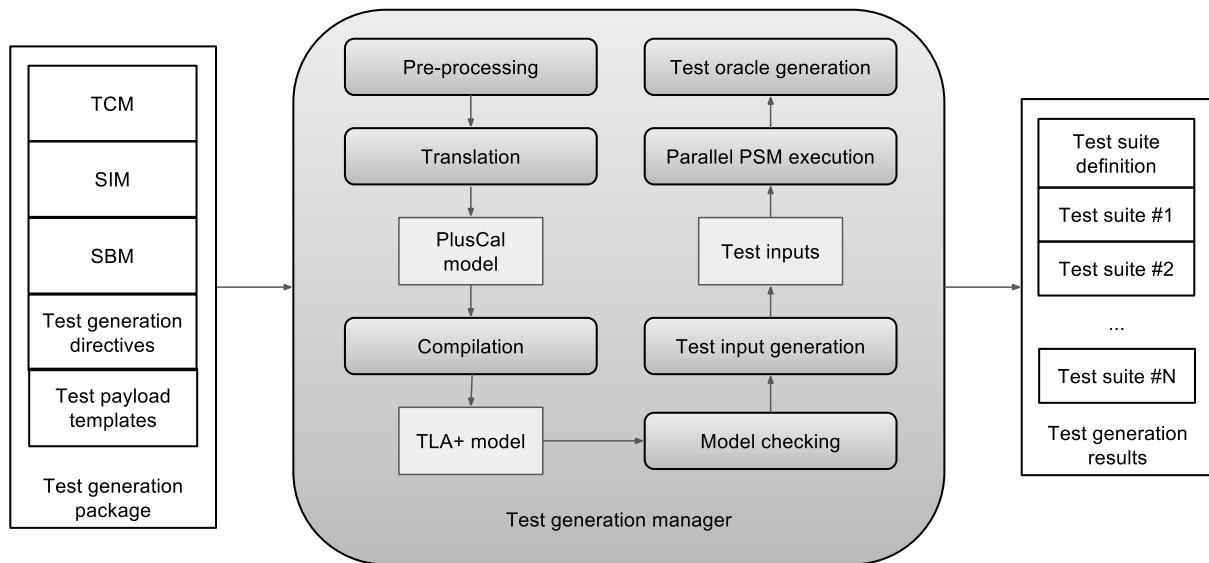 TCM
SIM
SBM
Test generation
directives
Test payload
templates
Test generation
package
Pre-processing
Translation
PlusCal
model
Compilation
TLA+ model
Test oracle generation
Parallel PSM execution
Test inputs
Test input generation
Model checking
Test generation manager
Test suite
definition
Test suite #1
Test suite #2
...
Test suite #N
Test generation
results